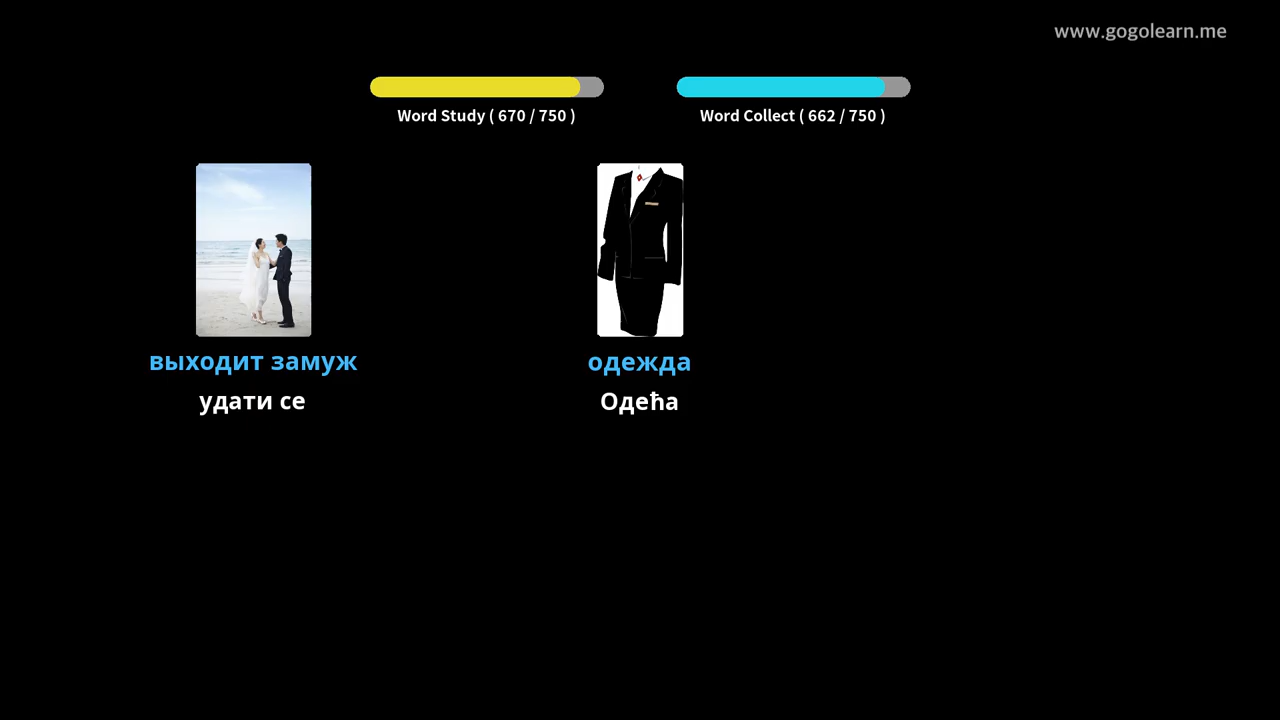 www.gogolearn.me
Word Study ( 670 / 750 )
Word Collect ( 662 / 750 )
выходит замуж
удати се
одежда
Одећа